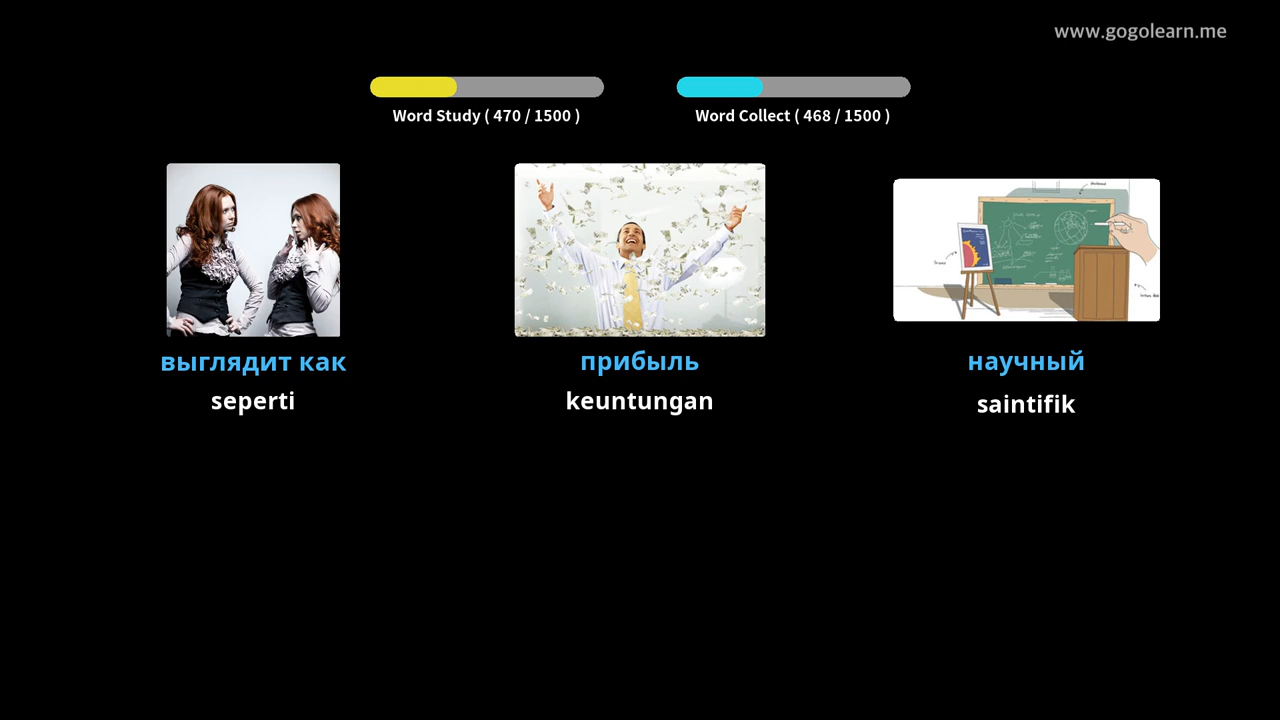 www.gogolearn.me
Word Study ( 470 / 1500 )
Word Collect ( 468 / 1500 )
выглядит как
прибыль
научный
seperti
keuntungan
saintifik